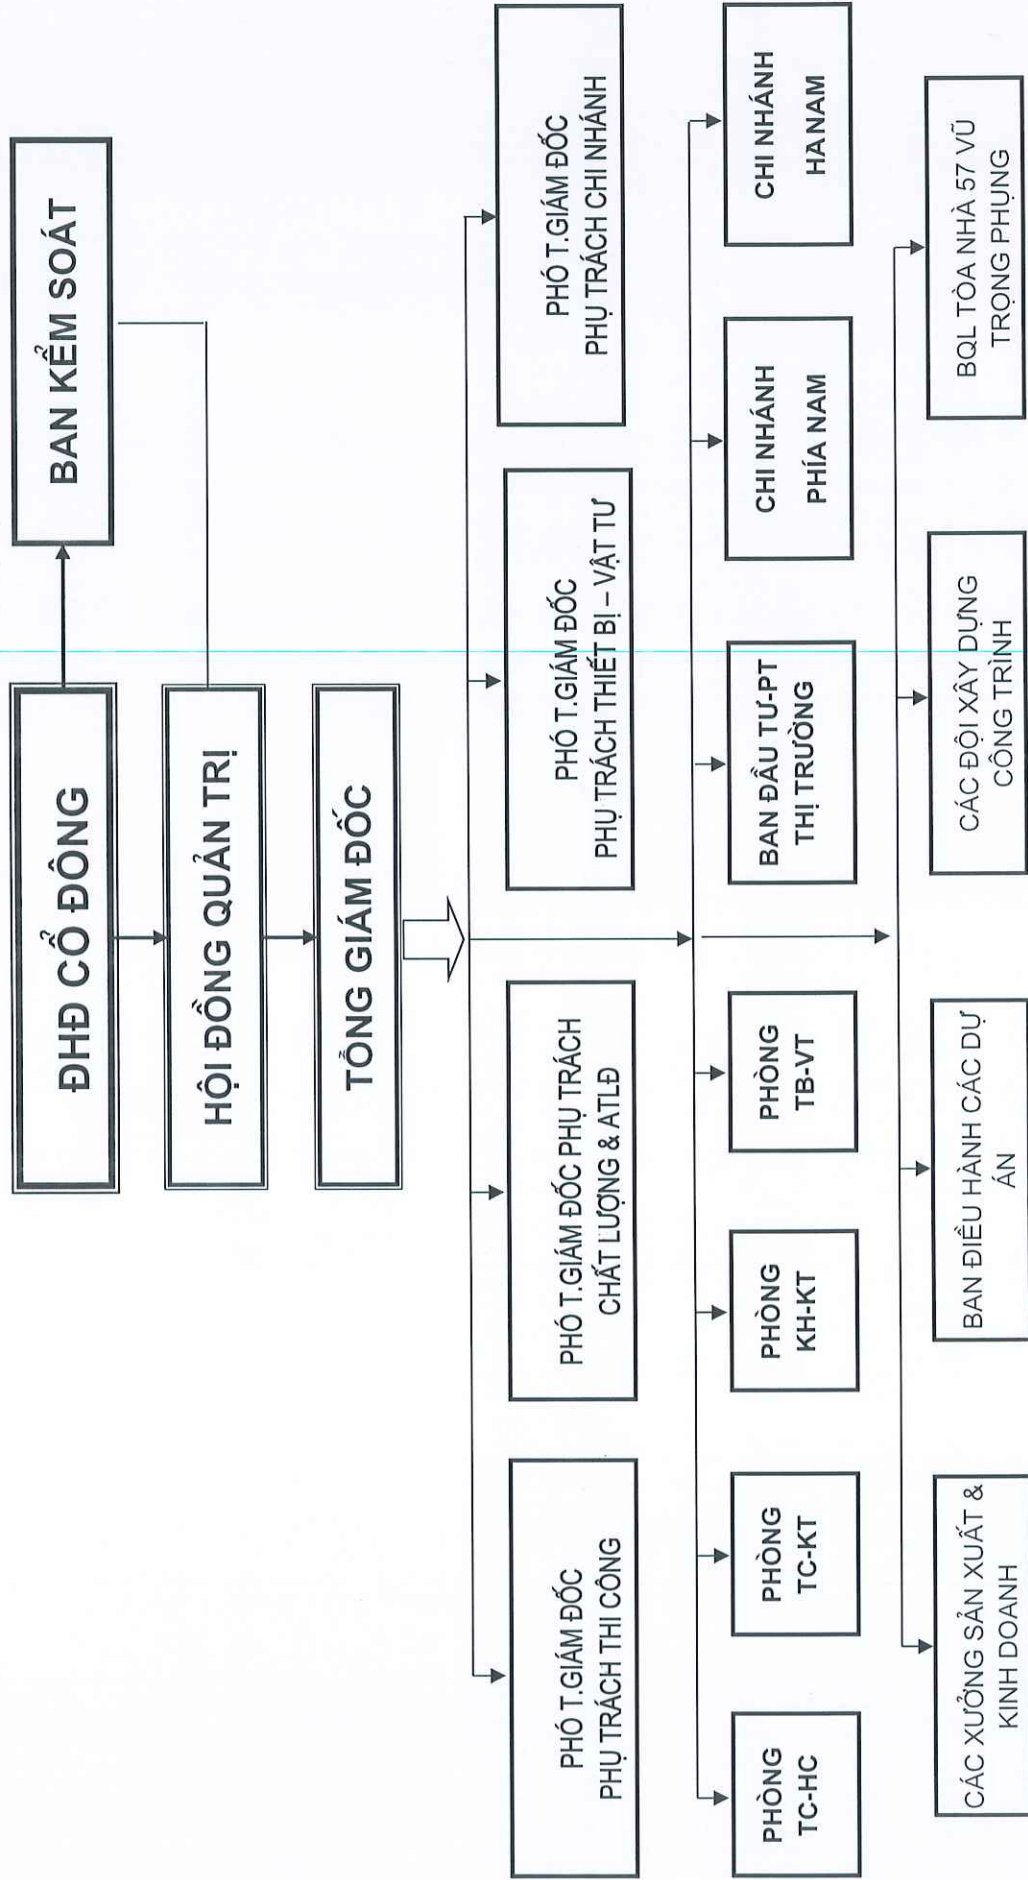 ĐHĐ CỔ ĐÔNG
BAN KỂM SOÁT
HỘI ĐỒNG QUẢN TRỊ
TỔNG GIÁM ĐỐC
PHÓ T.GIÁM ĐỐC
PHỤ TRÁCH THI CÔNG
PHÓ T.GIÁM ĐỐC PHỤ TRÁCH
CHẤT LƯỢNG & ATLĐ
PHÓ T.GIÁM ĐỐC
PHỤ TRÁCH THIẾT BỊ – VẬT TƯ
PHÓ T.GIÁM ĐỐC
PHỤ TRÁCH CHI NHÁNH
PHÒNG
TC-HC
PHÒNG
TC-KT
PHÒNG
KH-KT
PHÒNG
TB-VT
BAN ĐẦU TƯ-PT
THỊ TRƯỜNG
CHI NHÁNH
PHÍA NAM
CHI NHÁNH
HANAM
CÁC XƯỞNG SẢN XUẤT &
KINH DOANH
BAN ĐIỀU HÀNH CÁC DỰ
ÁN
CÁC ĐỘI XÂY DỰNG
CÔNG TRÌNH
BQL TÒA NHÀ 57 VŨ
TRỌNG PHỤNG